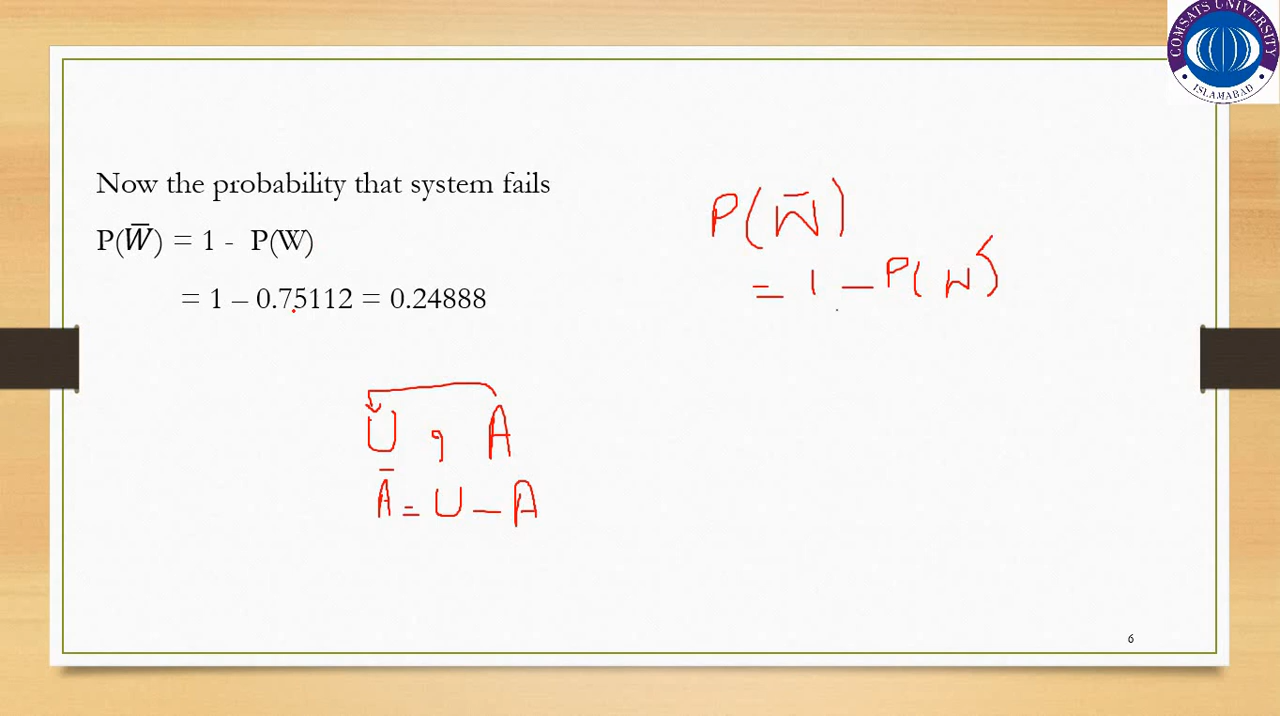 COMSATS UNIVERSITY
ISLAMABAD
Now the probability that system fails
P(W̅) = 1 - P(W)
= 1 – 0.75112 = 0.24888
P(W̅)
= 1 – P(W)
U , A
A̅ = U – A
6